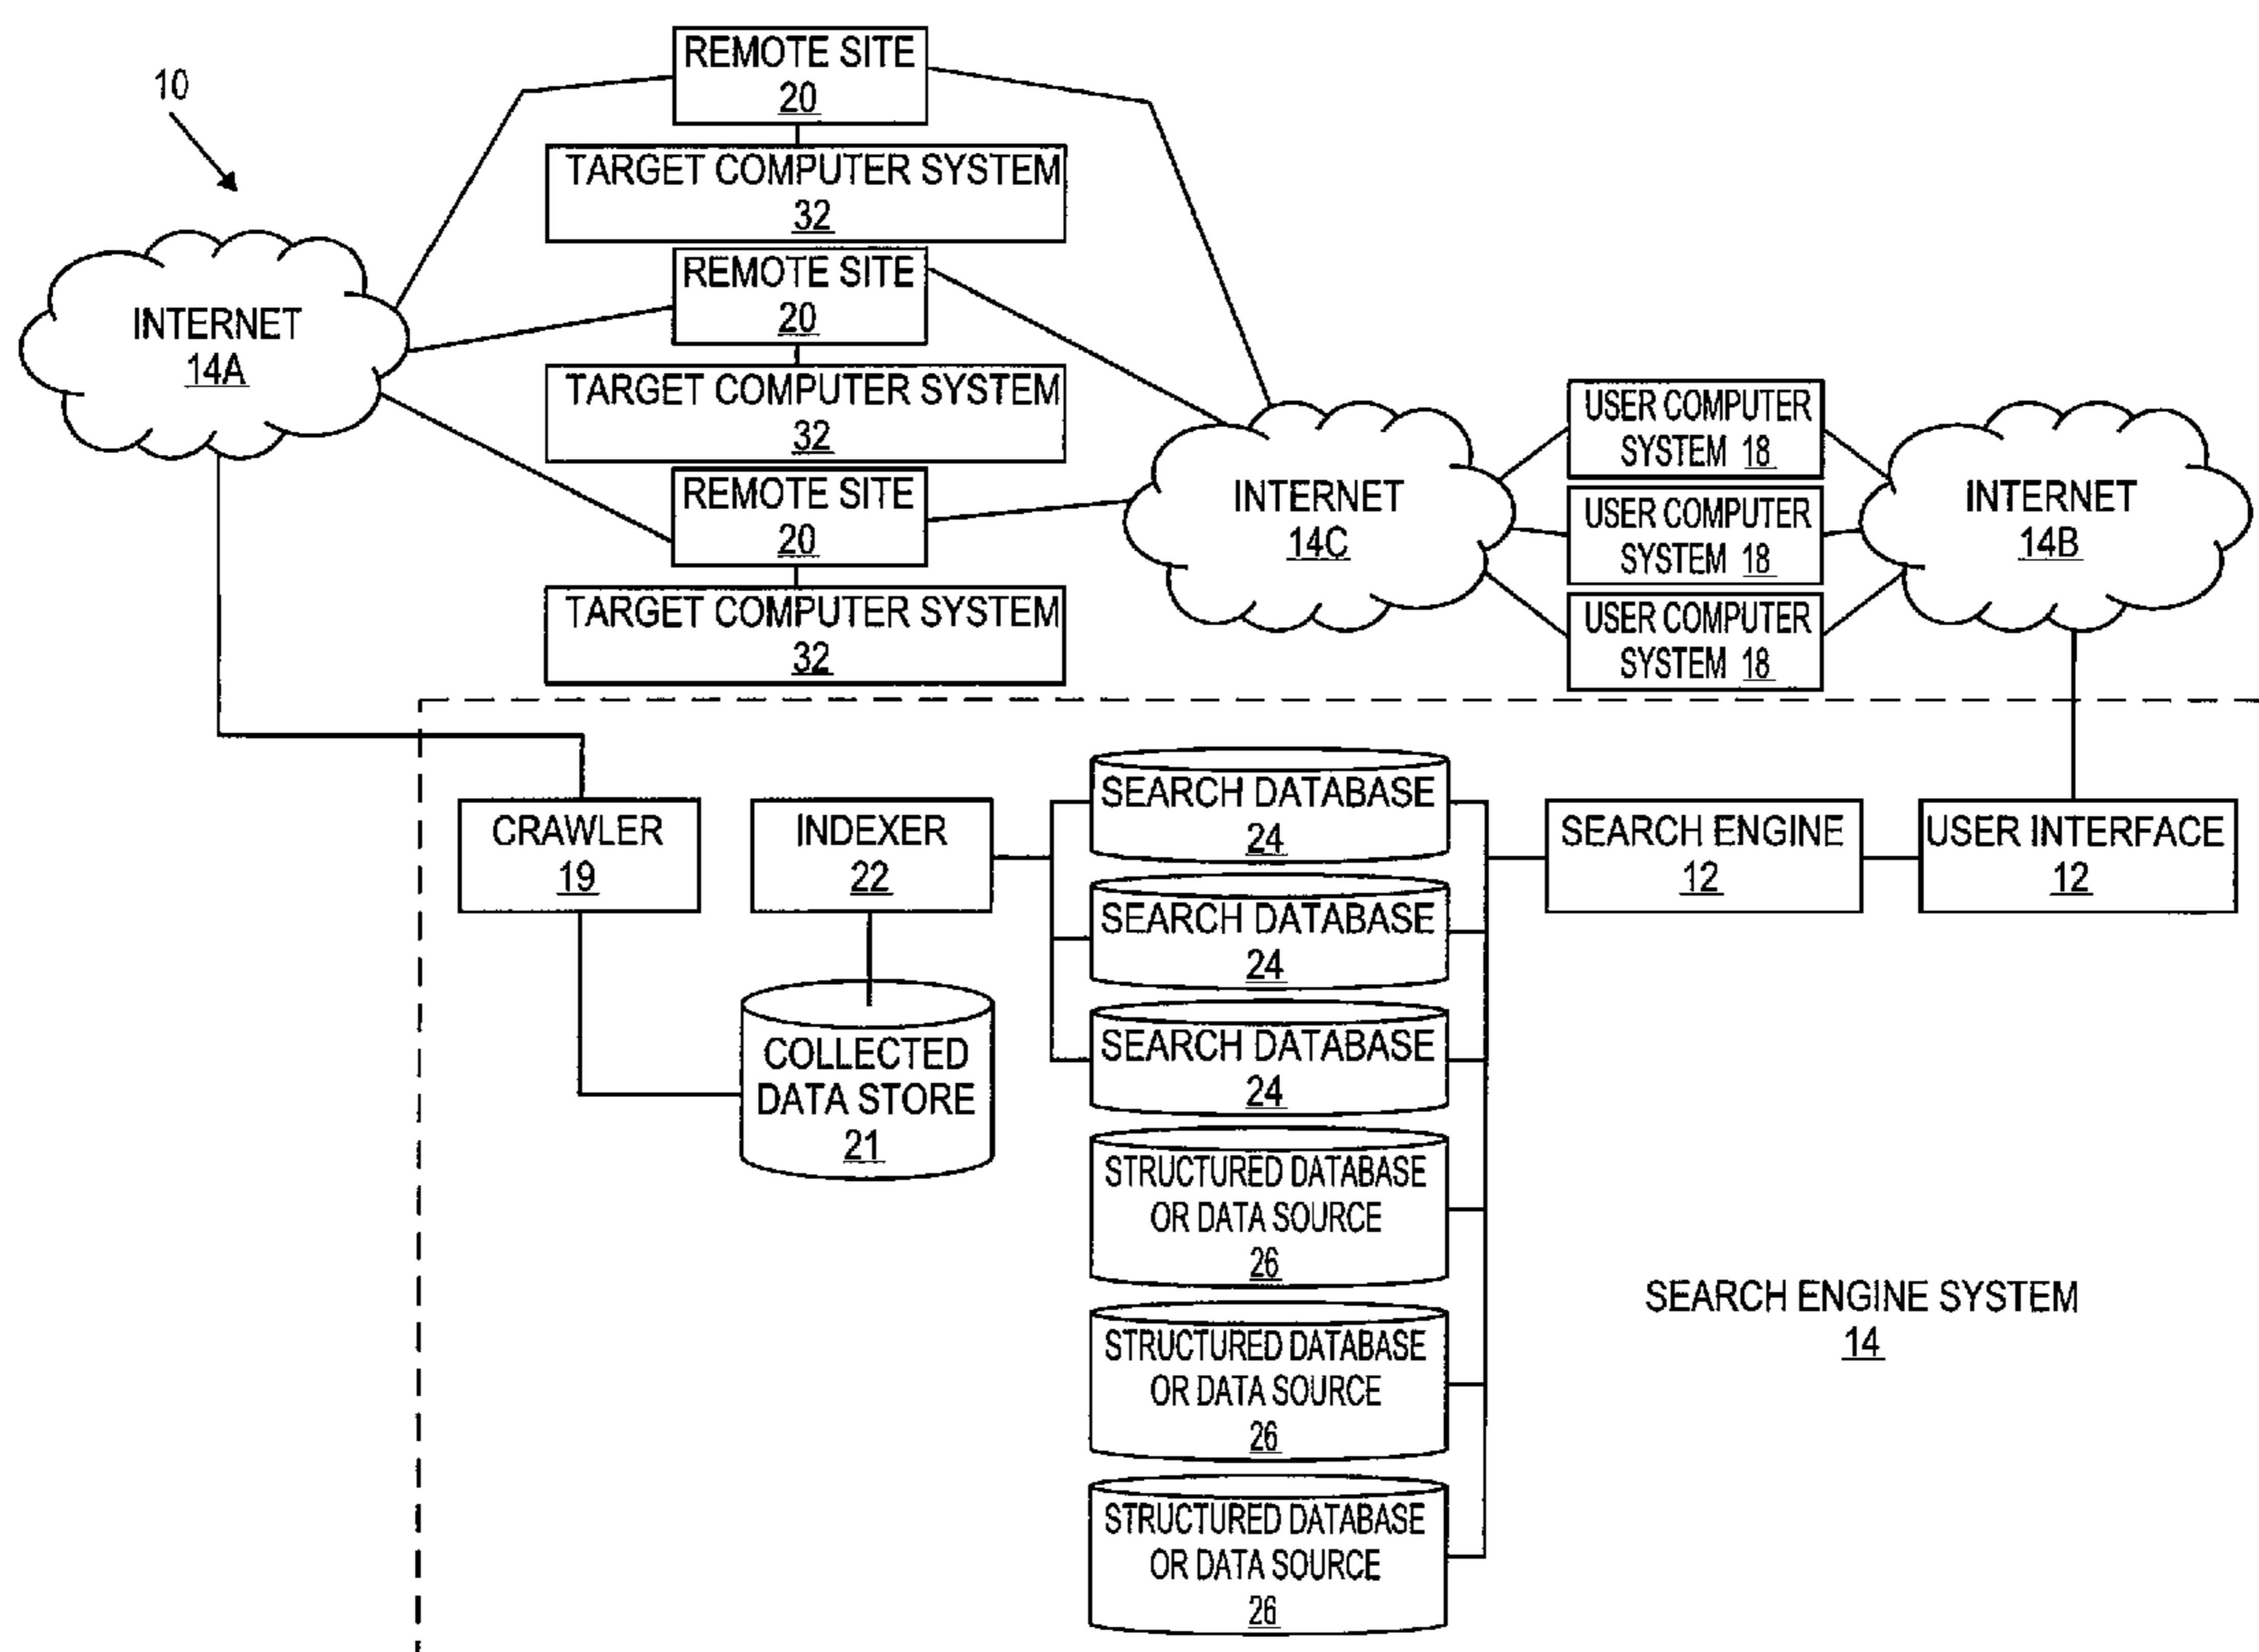 10
REMOTE SITE
20
TARGET COMPUTER SYSTEM
32
REMOTE SITE
20
TARGET COMPUTER SYSTEM
32
REMOTE SITE
20
TARGET COMPUTER SYSTEM
32
INTERNET
14A
INTERNET
14C
USER COMPUTER
SYSTEM 18
USER COMPUTER
SYSTEM 18
USER COMPUTER
SYSTEM 18
INTERNET
14B
CRAWLER
19
INDEXER
22
COLLECTED
DATA STORE
21
SEARCH DATABASE
24
SEARCH DATABASE
24
SEARCH DATABASE
24
STRUCTURED DATABASE
OR DATA SOURCE
26
STRUCTURED DATABASE
OR DATA SOURCE
26
STRUCTURED DATABASE
OR DATA SOURCE
26
SEARCH ENGINE
12
USER INTERFACE
12
SEARCH ENGINE SYSTEM
14